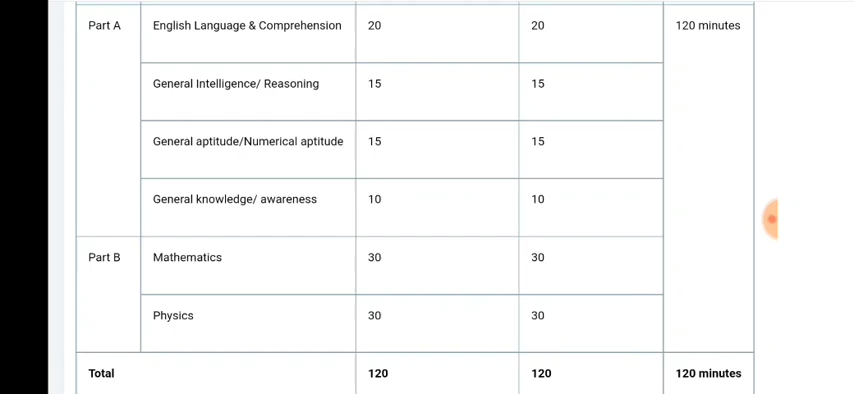 Part A English Language & Comprehension 20 20 120 minutes
General Intelligence/ Reasoning 15 15
General aptitude/Numerical aptitude 15 15
General knowledge/ awareness 10 10
Part B Mathematics 30 30
Physics 30 30
Total 120 120 120 minutes